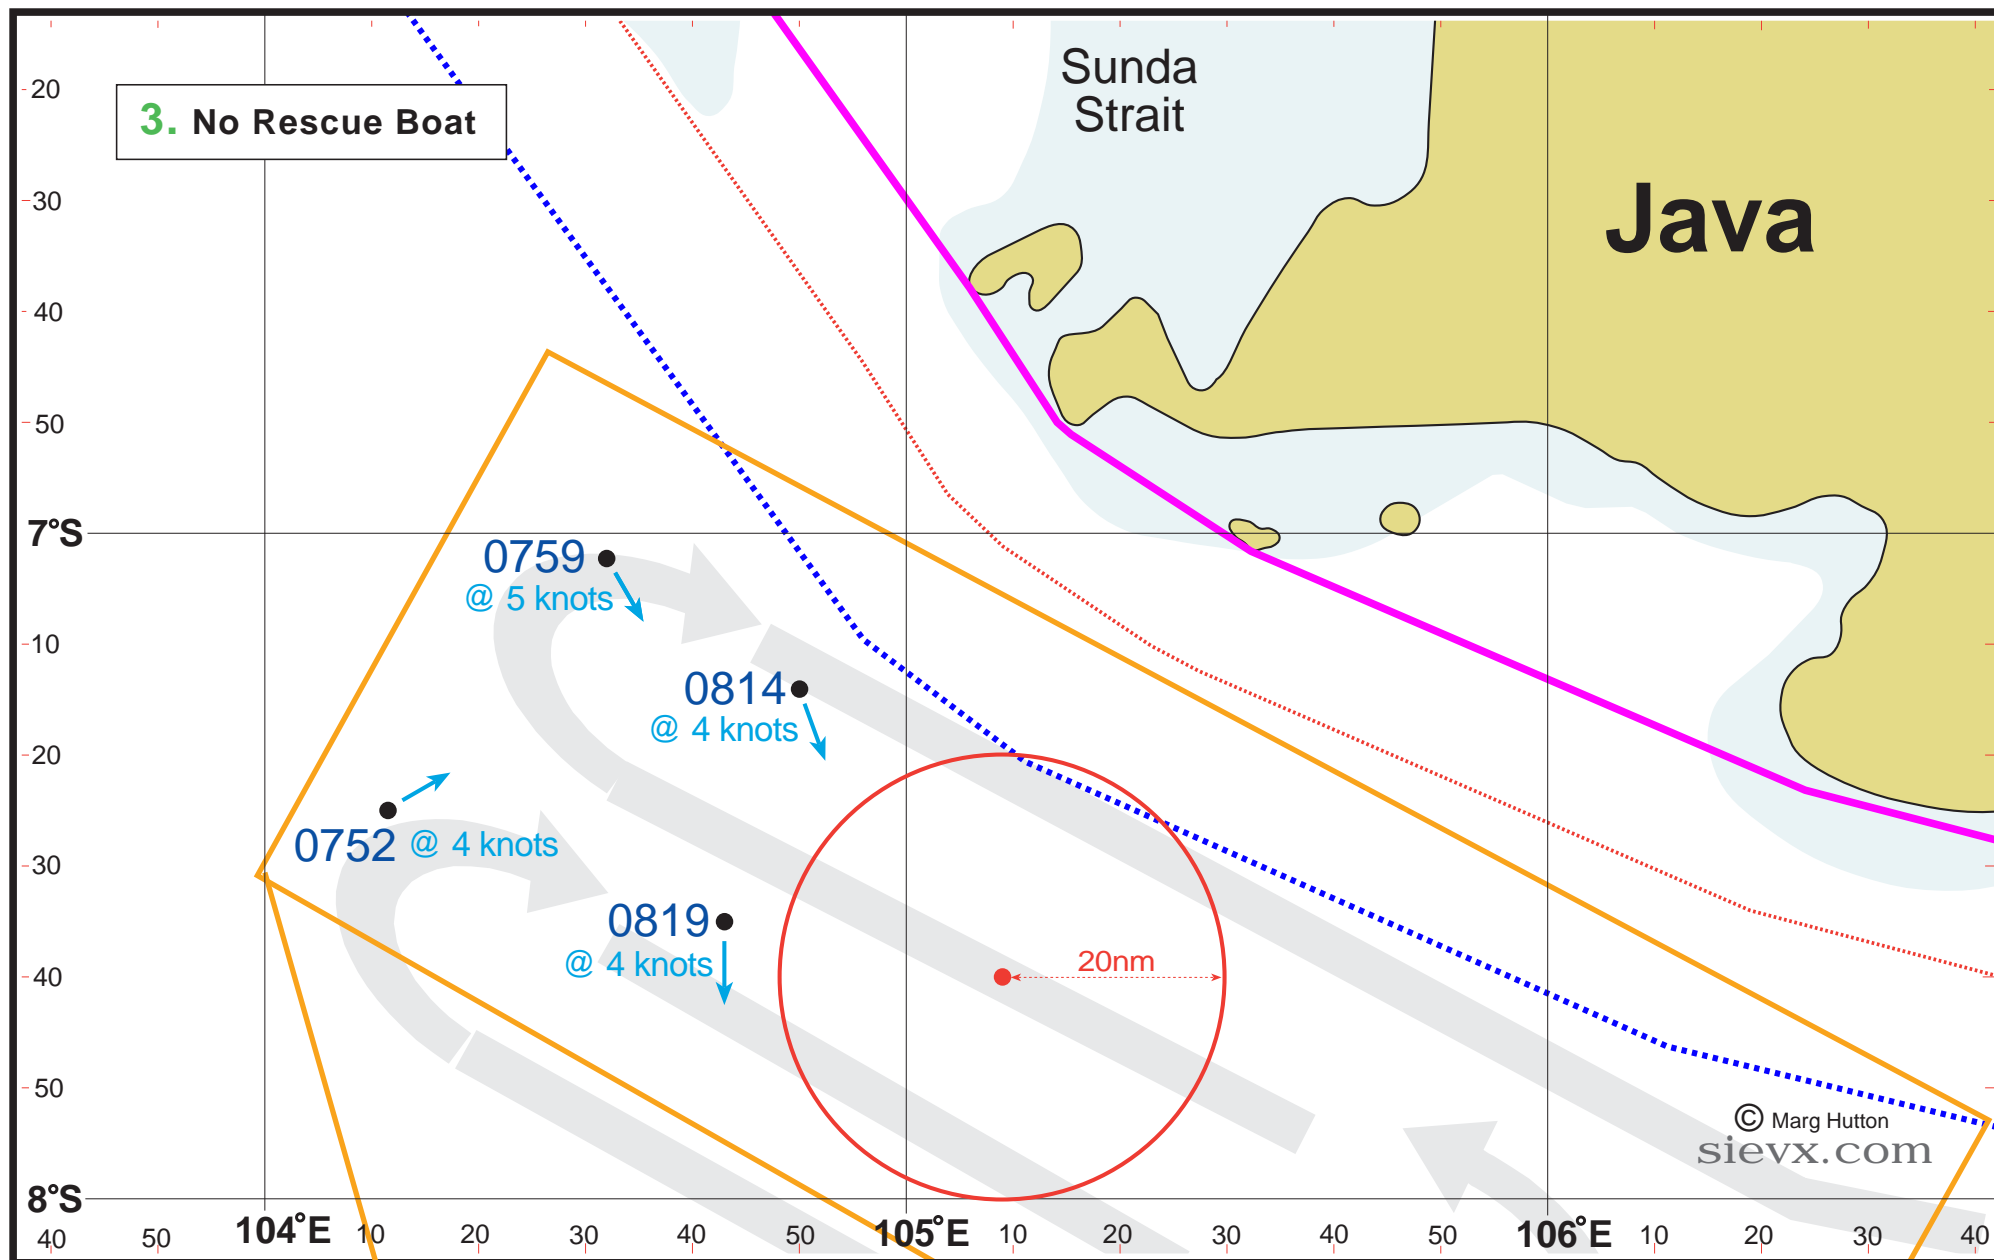 Sunda
Strait
20
3. No Rescue Boat
30
Java
40
50
7°S
0759
@ 5 knots
10
0814
@ 4 knots
20
0752 @ 4 knots
30
0819
@ 4 knots
20nm
40
50
© Marg Hutton
sievx.com
8°S
40 50 104°E 10 20 30 40 50 105°E 10 20 30 40 50 106°E 10 20 30 40